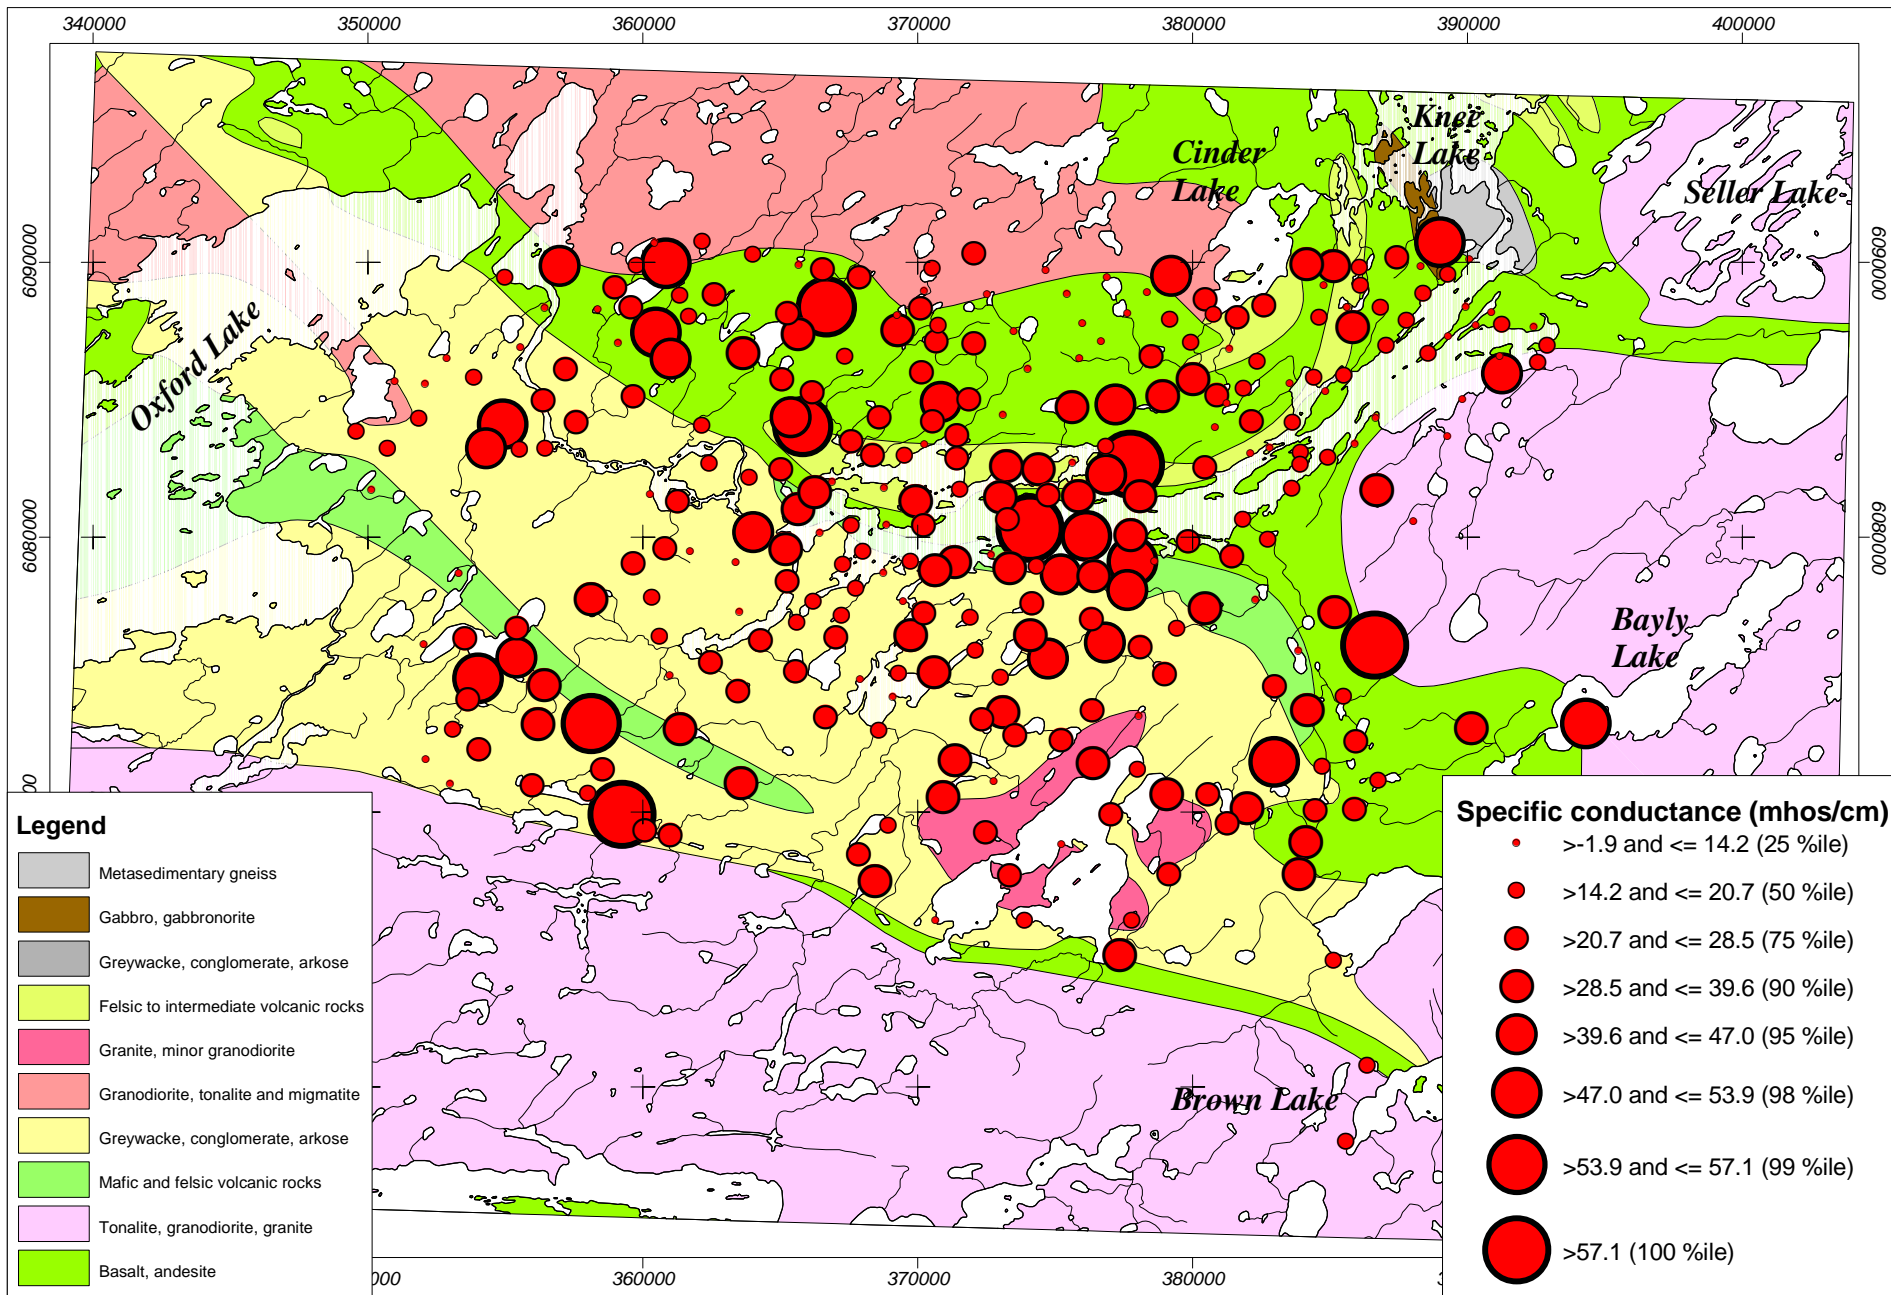 340000 350000 360000 370000 380000 390000 400000
6090000
6090000
6080000
6080000
Knee
Lake
Cinder
Lake
Seller Lake
Oxford Lake
Bayly
Lake
Brown Lake
Legend
Metasedimentary gneiss
Gabbro, gabbronorite
Greywacke, conglomerate, arkose
Felsic to intermediate volcanic rocks
Granite, minor granodiorite
Granodiorite, tonalite and migmatite
Greywacke, conglomerate, arkose
Mafic and felsic volcanic rocks
Tonalite, granodiorite, granite
Basalt, andesite
Specific conductance (mhos/cm)
>-1.9 and <= 14.2 (25 %ile)
>14.2 and <= 20.7 (50 %ile)
>20.7 and <= 28.5 (75 %ile)
>28.5 and <= 39.6 (90 %ile)
>39.6 and <= 47.0 (95 %ile)
>47.0 and <= 53.9 (98 %ile)
>53.9 and <= 57.1 (99 %ile)
>57.1 (100 %ile)
360000 370000 380000